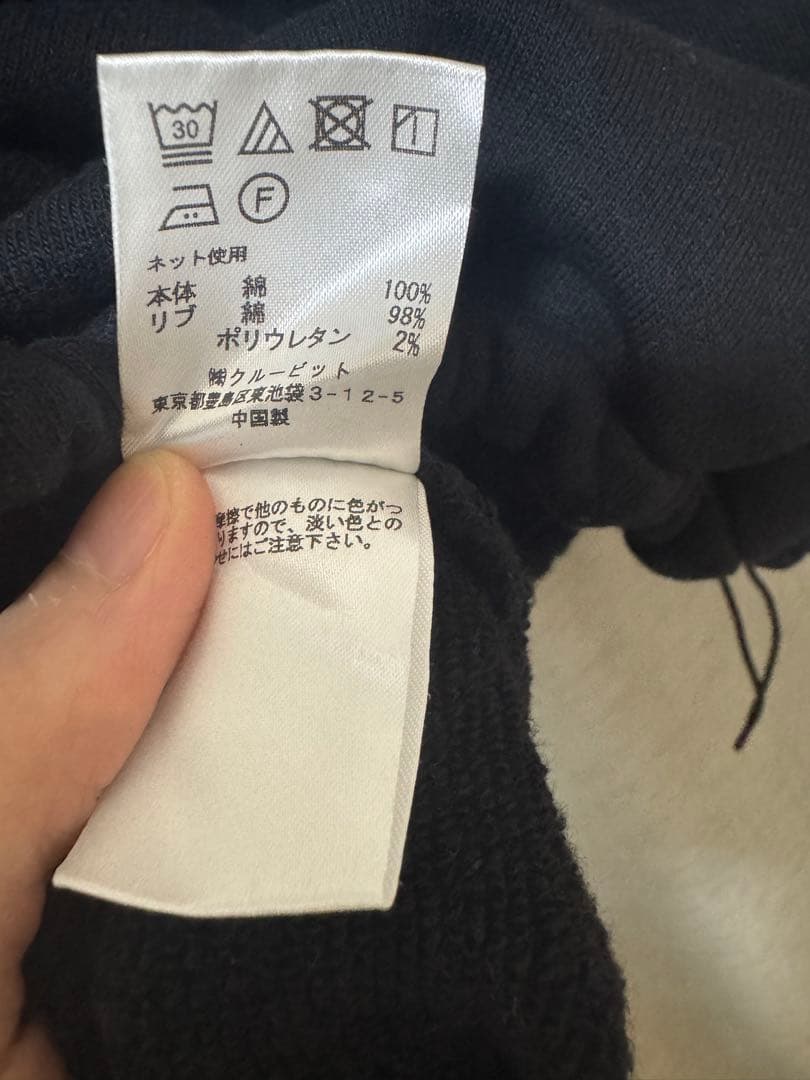 30
F
ネット使用
本体 綿 100%
リブ 綿 98%
ポリウレタン 2%
㈱クルービット
東京都豊島区東池袋3-12-5
中国製
摩擦で他のものに色がつ
りますので、淡い色との
せにはご注意下さい。